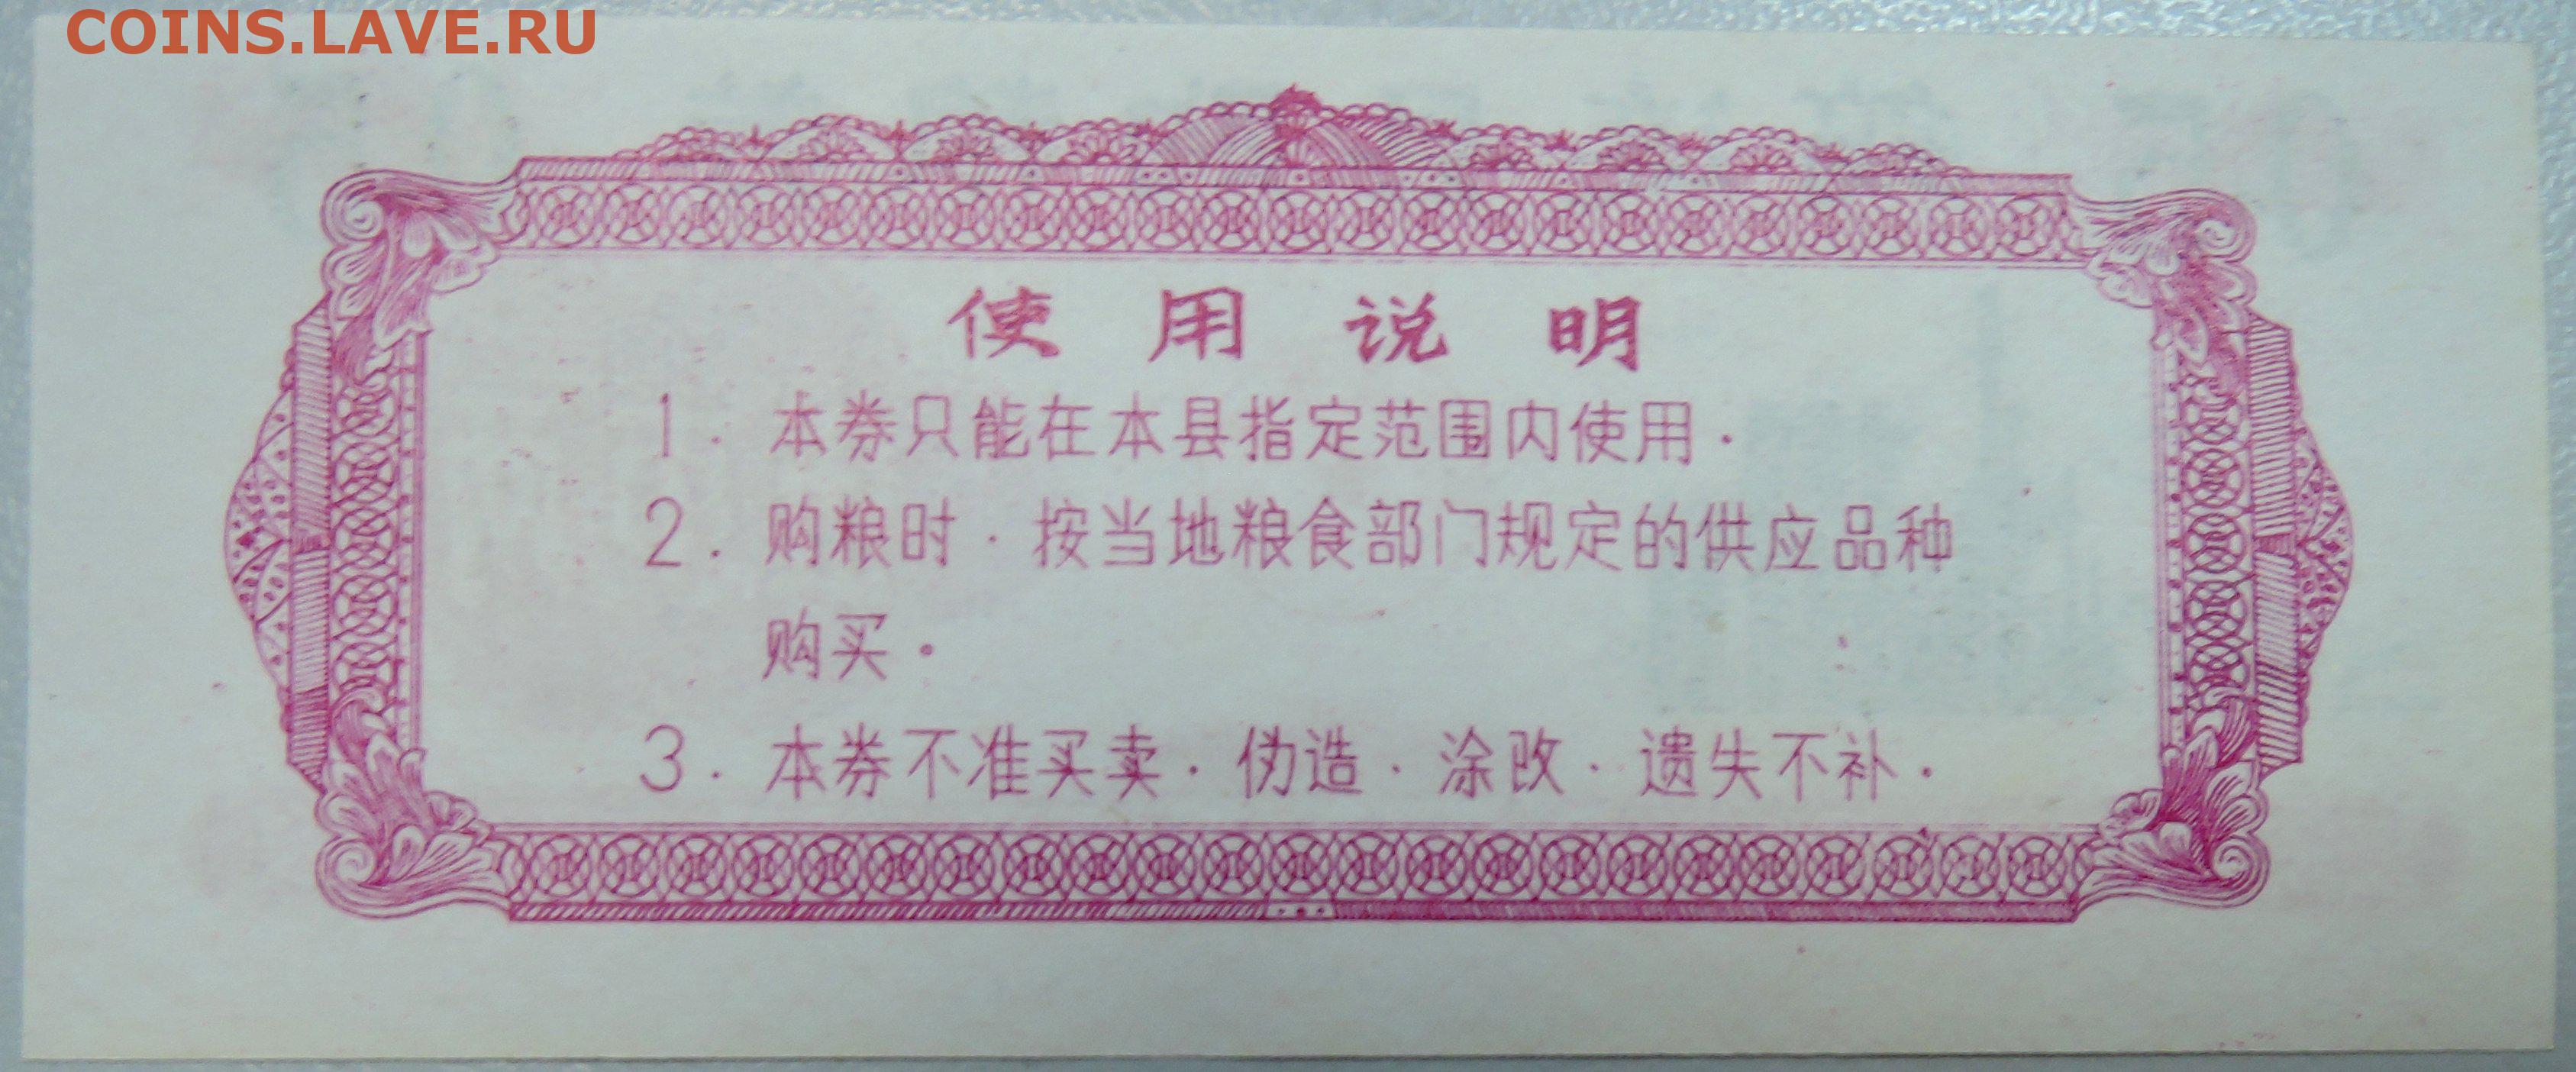 COINS.LAVE.RU
使用说明
1. 本券只能在本县指定范围内使用.
2. 购粮时·按当地粮食部门规定的供应品种
购买.
3. 本券不准买卖·伪造·涂改·遗失不补.